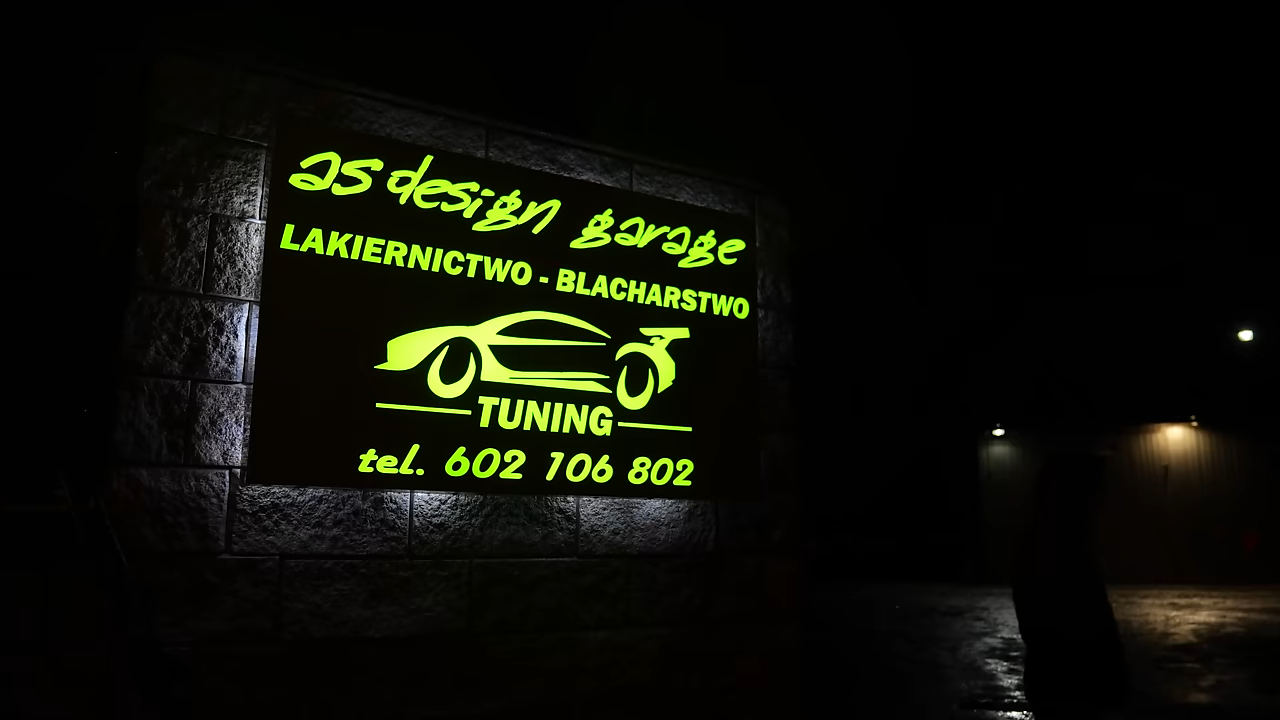 as design garage
LAKIERNICTWO - BLACHARSTWO
TUNING
tel. 602 106 802